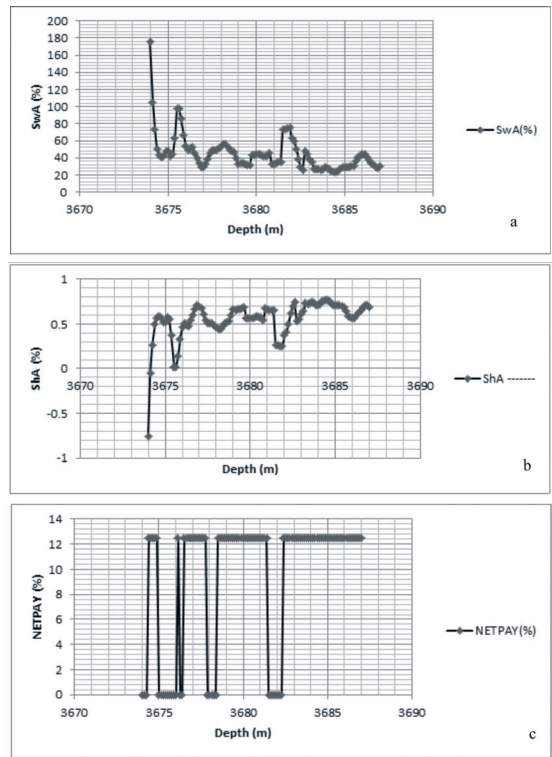 200
180
160
140
120
100
80
60
40
20
0
SwA (%)
3670 3675 3680 3685 3690
Depth (m)
SwA(%)
a
1
0.5
0
-0.5
-1
ShA (%)
3670 3675 3680 3685 3690
Depth (m)
ShA -------
b
14
12
10
8
6
4
2
0
NETPAY (%)
3670 3675 3680 3685 3690
Depth (m)
NETPAY(%)
c